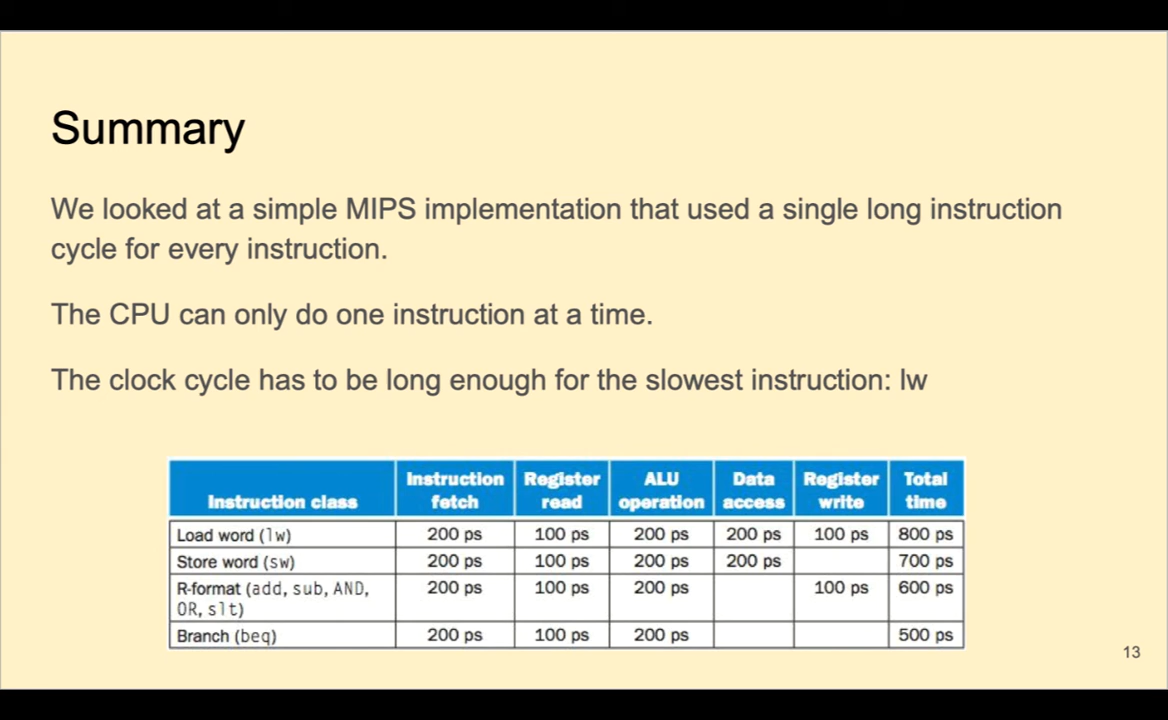 Summary
We looked at a simple MIPS implementation that used a single long instruction
cycle for every instruction.
The CPU can only do one instruction at a time.
The clock cycle has to be long enough for the slowest instruction: lw
Instruction class Instruction fetch Register read ALU operation Data access Register write Total time
Load word (lw) 200 ps 100 ps 200 ps 200 ps 100 ps 800 ps
Store word (sw) 200 ps 100 ps 200 ps 200 ps 700 ps
R-format (add, sub, AND, 200 ps 100 ps 200 ps 100 ps 600 ps
OR, slt)
Branch (beq) 200 ps 100 ps 200 ps 500 ps
13